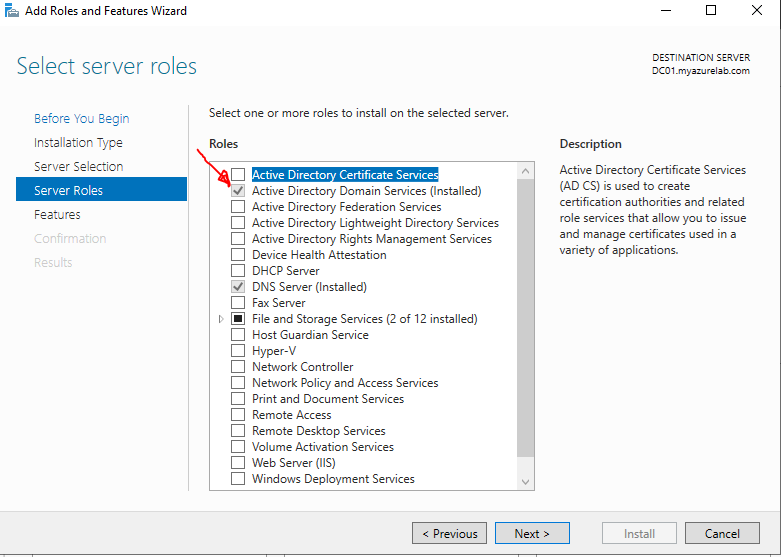 Add Roles and Features Wizard
Select server roles
DESTINATION SERVER
DC01.myazurelab.com
Before You Begin
Installation Type
Server Selection
Server Roles
Features
Confirmation
Results
Select one or more roles to install on the selected server.
Roles
Active Directory Certificate Services
Active Directory Domain Services (Installed)
Active Directory Federation Services
Active Directory Lightweight Directory Services
Active Directory Rights Management Services
Device Health Attestation
DHCP Server
DNS Server (Installed)
Fax Server
File and Storage Services (2 of 12 installed)
Host Guardian Service
Hyper-V
Network Controller
Network Policy and Access Services
Print and Document Services
Remote Access
Remote Desktop Services
Volume Activation Services
Web Server (IIS)
Windows Deployment Services
Description
Active Directory Certificate Services
(AD CS) is used to create
certification authorities and related
role services that allow you to issue
and manage certificates used in a
variety of applications.
< Previous
Next >
Install
Cancel